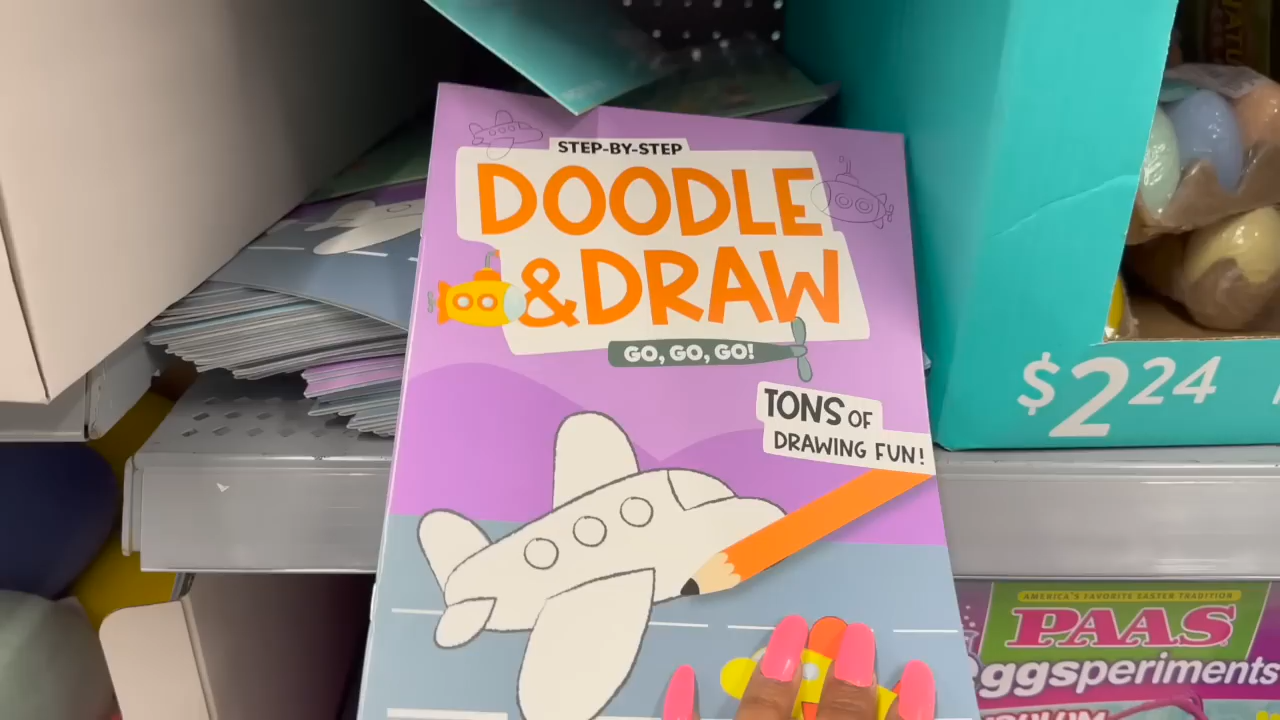 STEP-BY-STEP
DOODLE
& DRAW
GO, GO, GO!
TONS OF
DRAWING FUN!
$2.24
AMERICA'S FAVORITE EASTER TRADITION
PAAS
eggsperiments